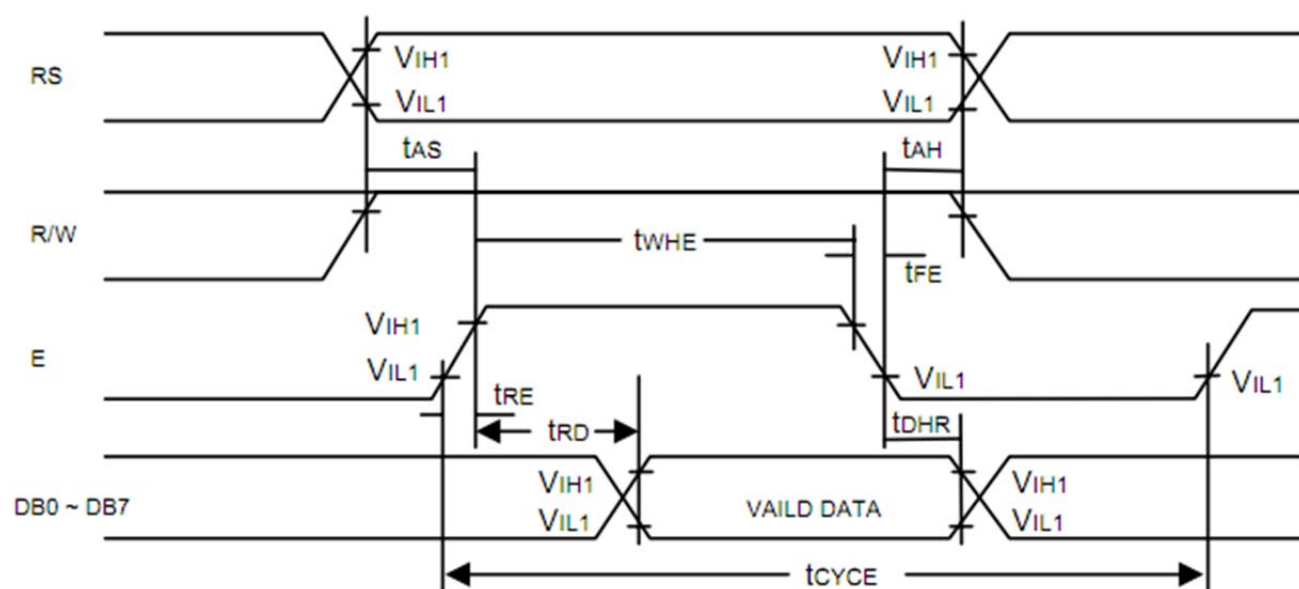 RS
VIH1 VIH1
VIL1 VIL1
tAS tAH
R/W
tWHE
tFE
E
VIH1
VIL1 VIL1 VIL1
tRE
tRD tDHR
DB0 ~ DB7
VIH1 VIH1
VIL1 VAILD DATA VIL1
tCYCE